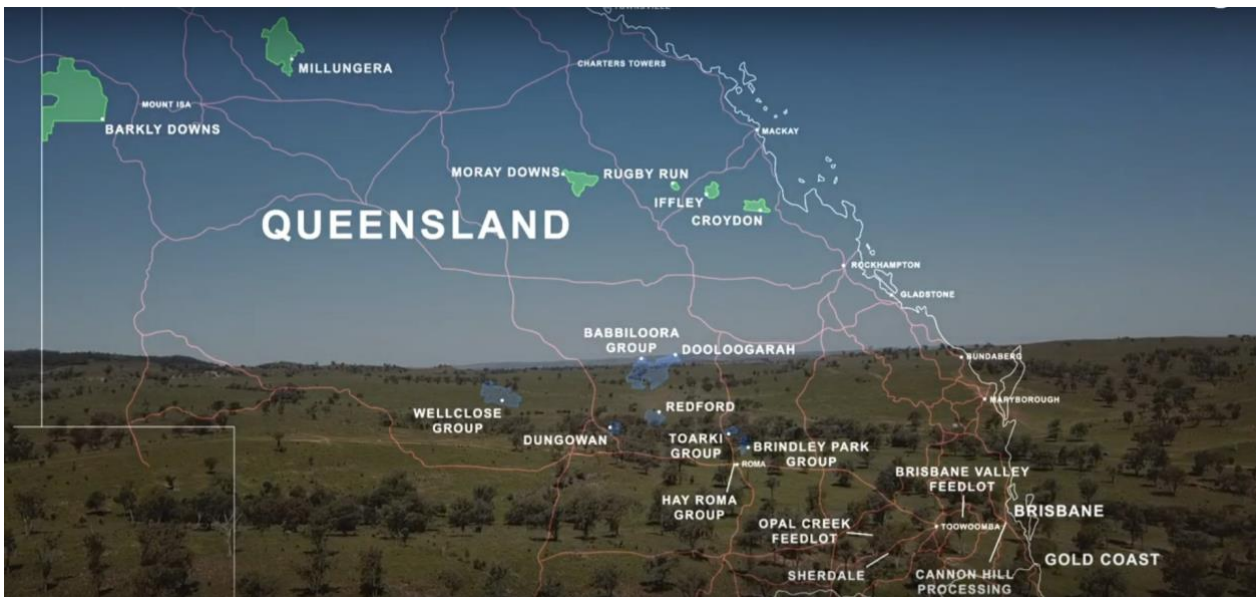 TOWNSVILLE
MILLUNGERA
CHARTERS TOWERS
MOUNT ISA
BARKLY DOWNS
MACKAY
MORAY DOWNS
RUGBY RUN
IFFLEY
CROYDON
QUEENSLAND
ROCKHAMPTON
GLADSTONE
BABBILOORA
GROUP
DOOLOOGARAH
BUNDABERG
MARYBOROUGH
WELLCLOSE
GROUP
REDFORD
DUNGOWAN
TOARKI
GROUP
BRINDLEY PARK
GROUP
ROMA
HAY ROMA
GROUP
BRISBANE VALLEY
FEEDLOT
BRISBANE
OPAL CREEK
FEEDLOT
TOOWOOMBA
GOLD COAST
SHERDALE
CANNON HILL
PROCESSING